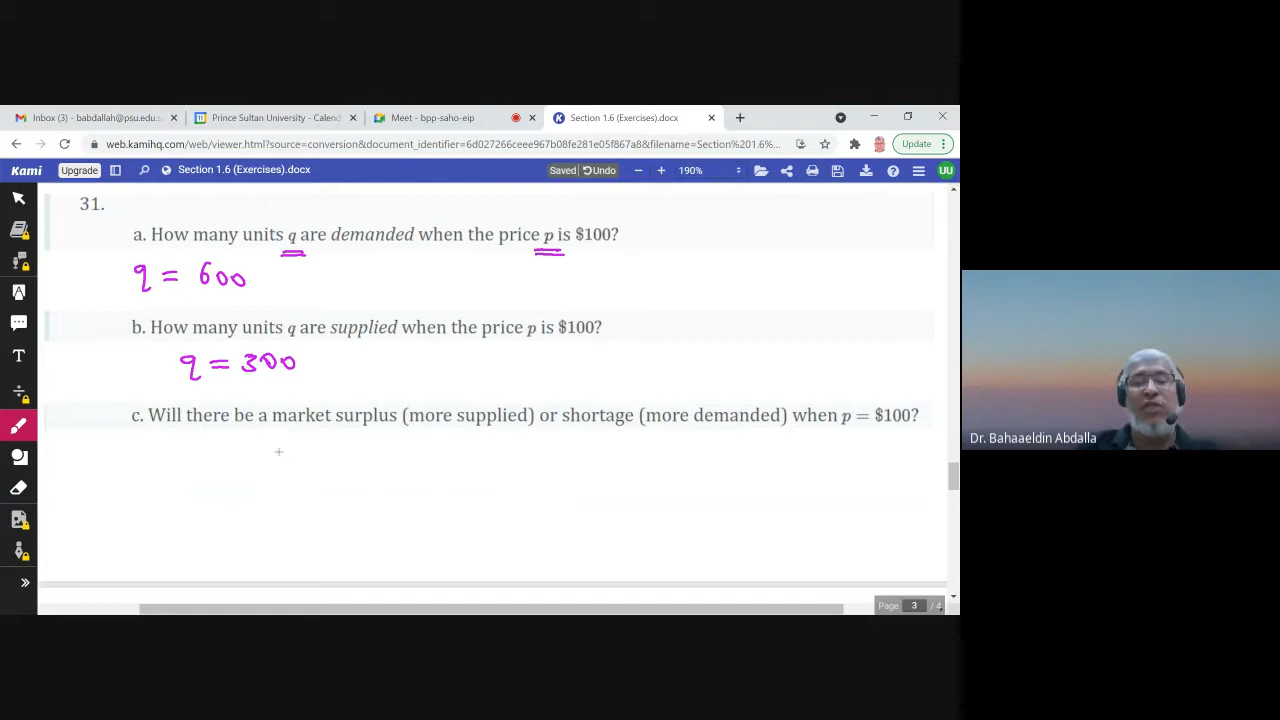 Inbox (3) - babdallah@psu.edu.s
Prince Sultan University - Calend
Meet - bpp-saho-eip
Section 1.6 (Exercises).docx
web.kamihq.com/web/viewer.html?source=conversion&document_identifier=6d027266ceee967b08fe281e05f867a8&filename=Section%201.6%...
Update
Kami
Upgrade
Section 1.6 (Exercises).docx
Saved
Undo
190%
UU
31.
a. How many units q are demanded when the price p is $100?
q = 600
b. How many units q are supplied when the price p is $100?
q = 300
c. Will there be a market surplus (more supplied) or shortage (more demanded) when p = $100?
Dr. Bahaaeldin Abdalla
Page 3 / 4